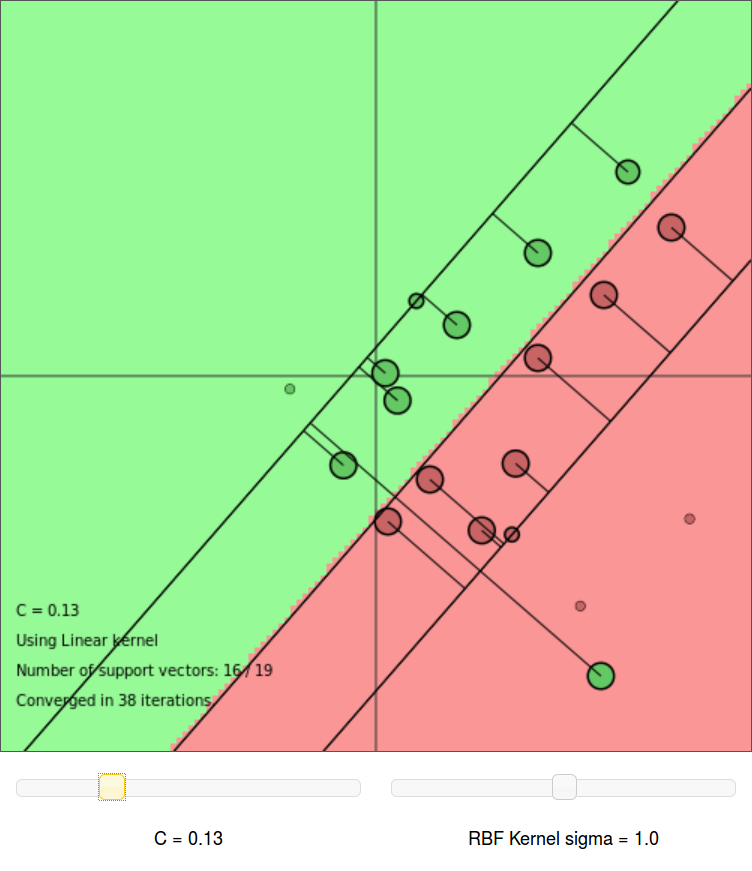 C = 0.13
Using Linear kernel
Number of support vectors: 16 / 19
Converged in 38 iterations.
C = 0.13
RBF Kernel sigma = 1.0